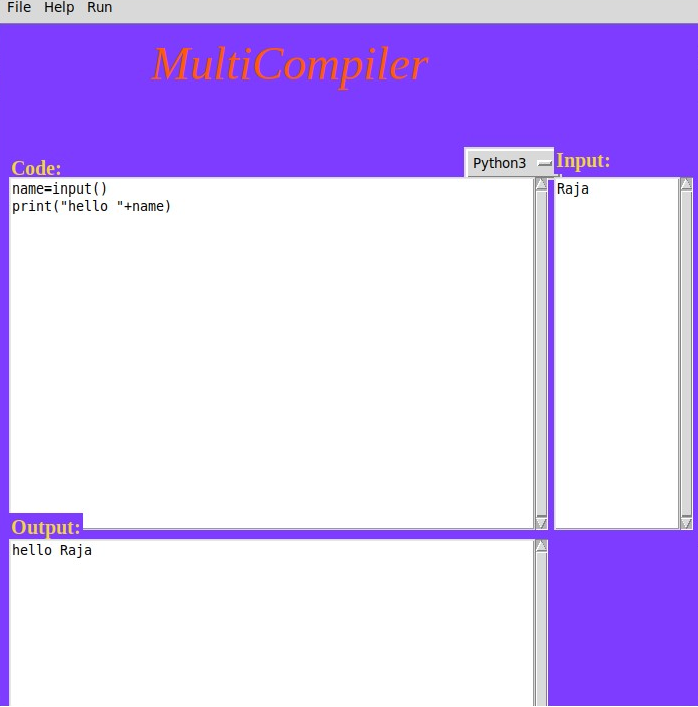 File Help Run
MultiCompiler
Code:
Python3
Input:
name=input()
print("hello "+name)
Raja
Output:
hello Raja